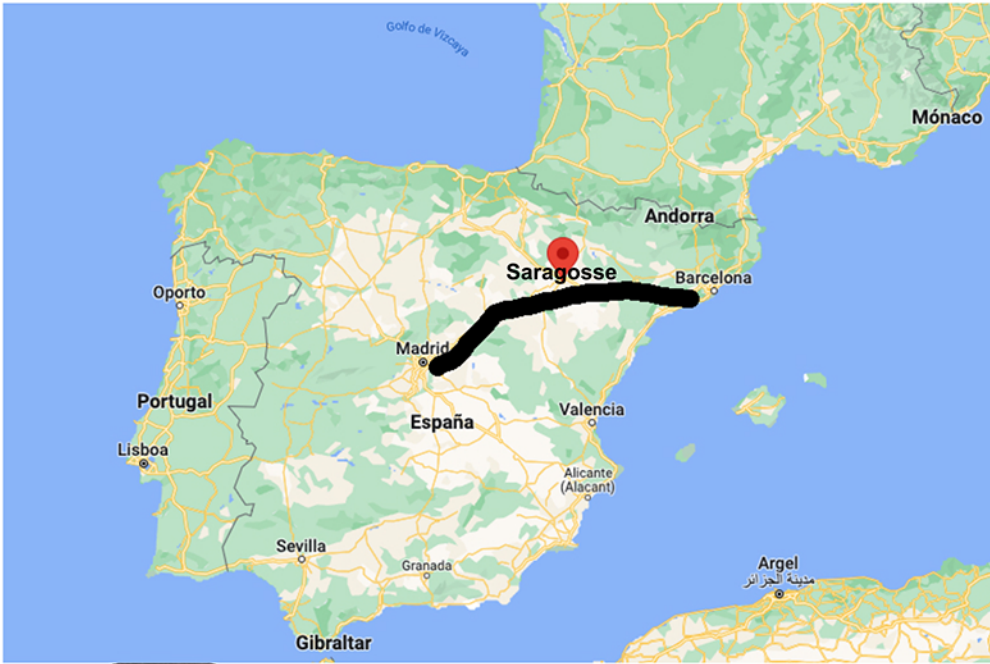 Golfo de Vizcaya
Mónaco
Andorra
Saragosse
Barcelona
Oporto
Madrid
Portugal
España
Valencia
Lisboa
Alicante
(Alacant)
Sevilla
Granada
Argel
مدينة الجزائر
Gibraltar